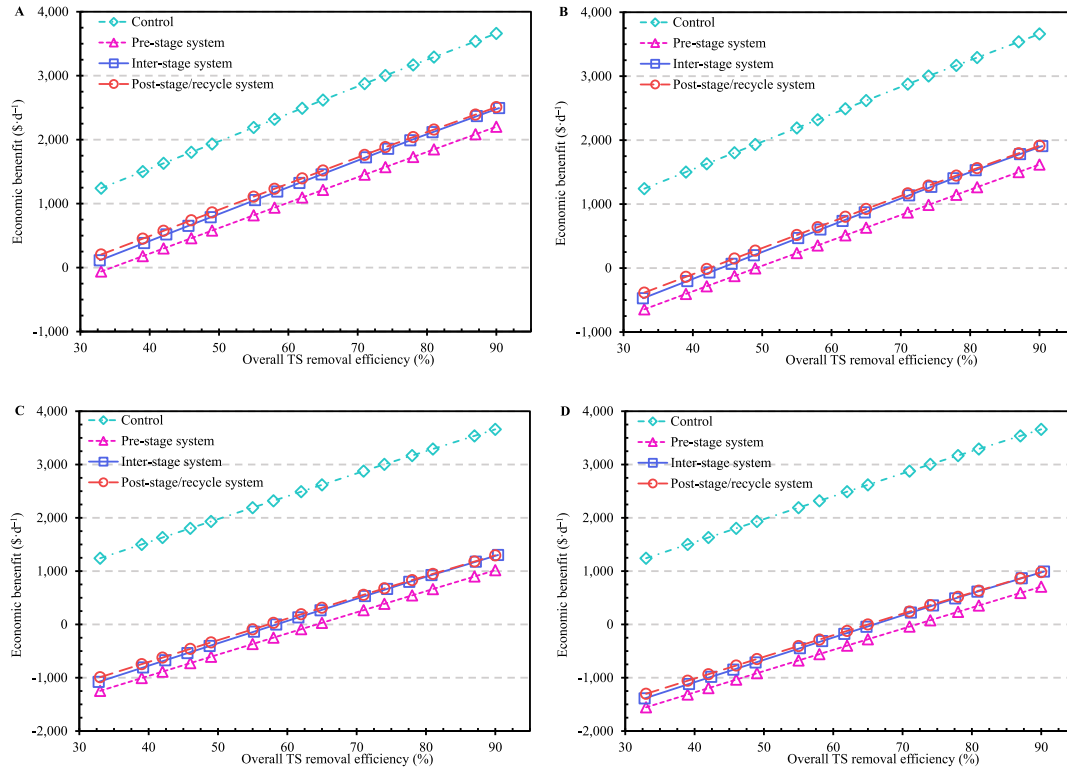 A
4,000
3,000
2,000
1,000
0
-1,000
Economic benefit ($·d⁻¹)
Control
Pre-stage system
Inter-stage system
Post-stage/recycle system
30 40 50 60 70 80 90
Overall TS removal efficiency (%)
B
4,000
3,000
2,000
1,000
0
-1,000
Economic benefit ($·d⁻¹)
Control
Pre-stage system
Inter-stage system
Post-stage/recycle system
30 40 50 60 70 80 90
Overall TS removal efficiency (%)
C
4,000
3,000
2,000
1,000
0
-1,000
-2,000
Economic benenfit ($·d⁻¹)
Control
Pre-stage system
Inter-stage system
Post-stage/recycle system
30 40 50 60 70 80 90
Overall TS removal efficiency (%)
D
4,000
3,000
2,000
1,000
0
-1,000
-2,000
Economic benefit ($·d⁻¹)
Control
Pre-stage system
Inter-stage system
Post-stage/recycle system
30 40 50 60 70 80 90
Overall TS removal efficiency (%)